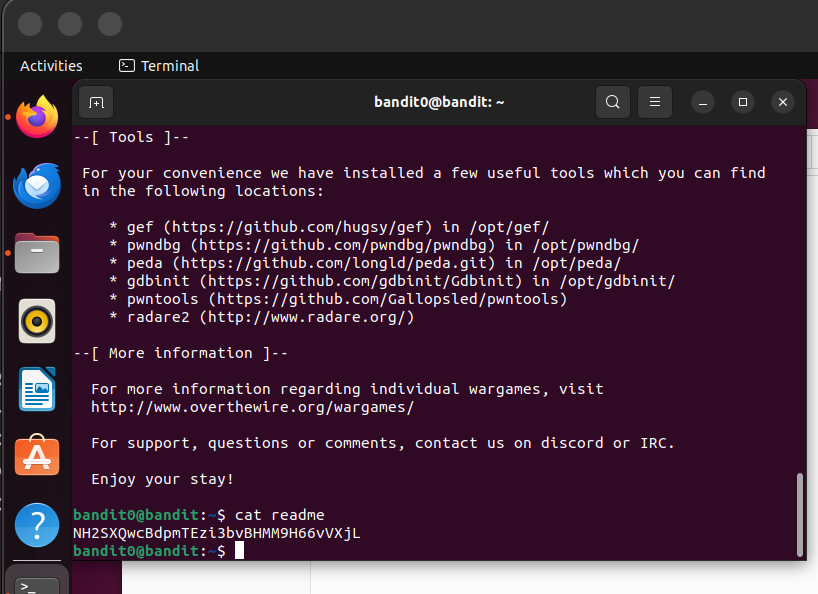 Activities
Terminal
bandit0@bandit: ~
--[ Tools ]--
For your convenience we have installed a few useful tools which you can find
in the following locations:
* gef (https://github.com/hugsy/gef) in /opt/gef/
* pwndbg (https://github.com/pwndbg/pwndbg) in /opt/pwndbg/
* peda (https://github.com/longld/peda.git) in /opt/peda/
* gdbinit (https://github.com/gdbinit/Gdbinit) in /opt/gdbinit/
* pwntools (https://github.com/Gallopsled/pwntools)
* radare2 (http://www.radare.org/)
--[ More information ]--
For more information regarding individual wargames, visit
http://www.overthewire.org/wargames/
For support, questions or comments, contact us on discord or IRC.
Enjoy your stay!
bandit0@bandit:~$ cat readme
NH2SXQwcBdpmTEzi3bvBHMM9H66vVXjL
bandit0@bandit:~$